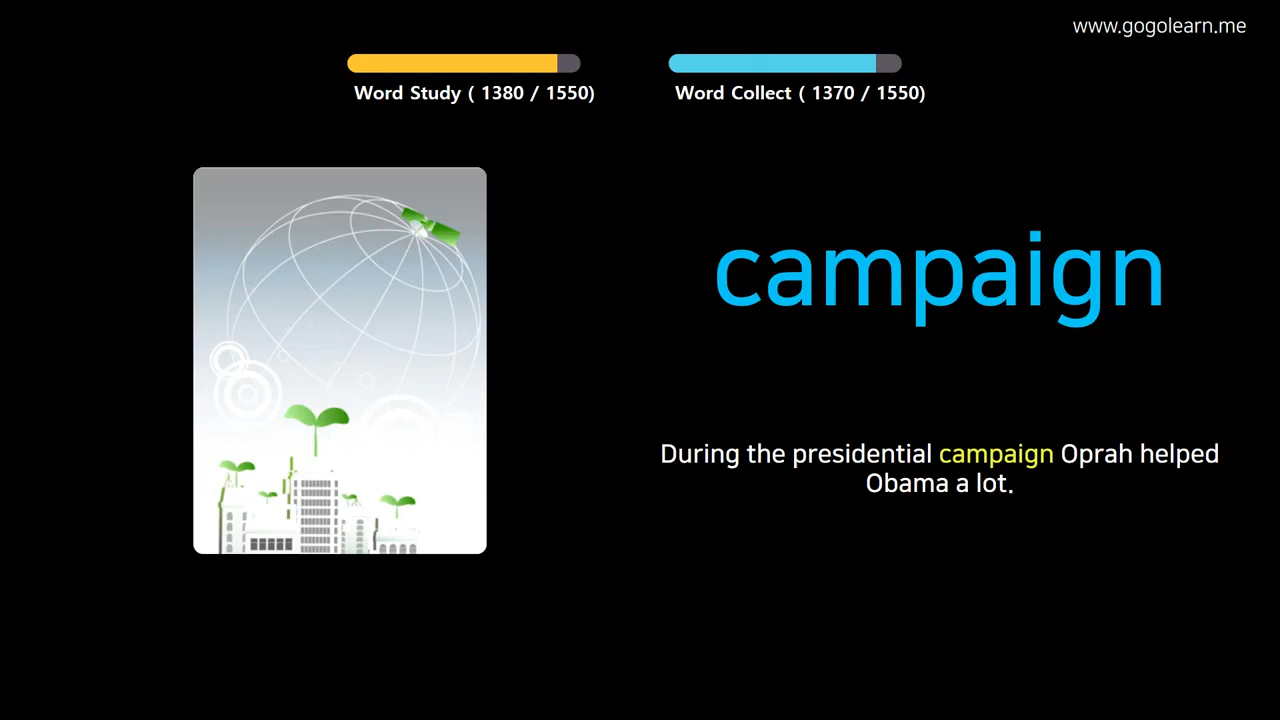 www.gogolearn.me
Word Study ( 1380 / 1550)
Word Collect ( 1370 / 1550)
campaign
During the presidential campaign Oprah helped
Obama a lot.